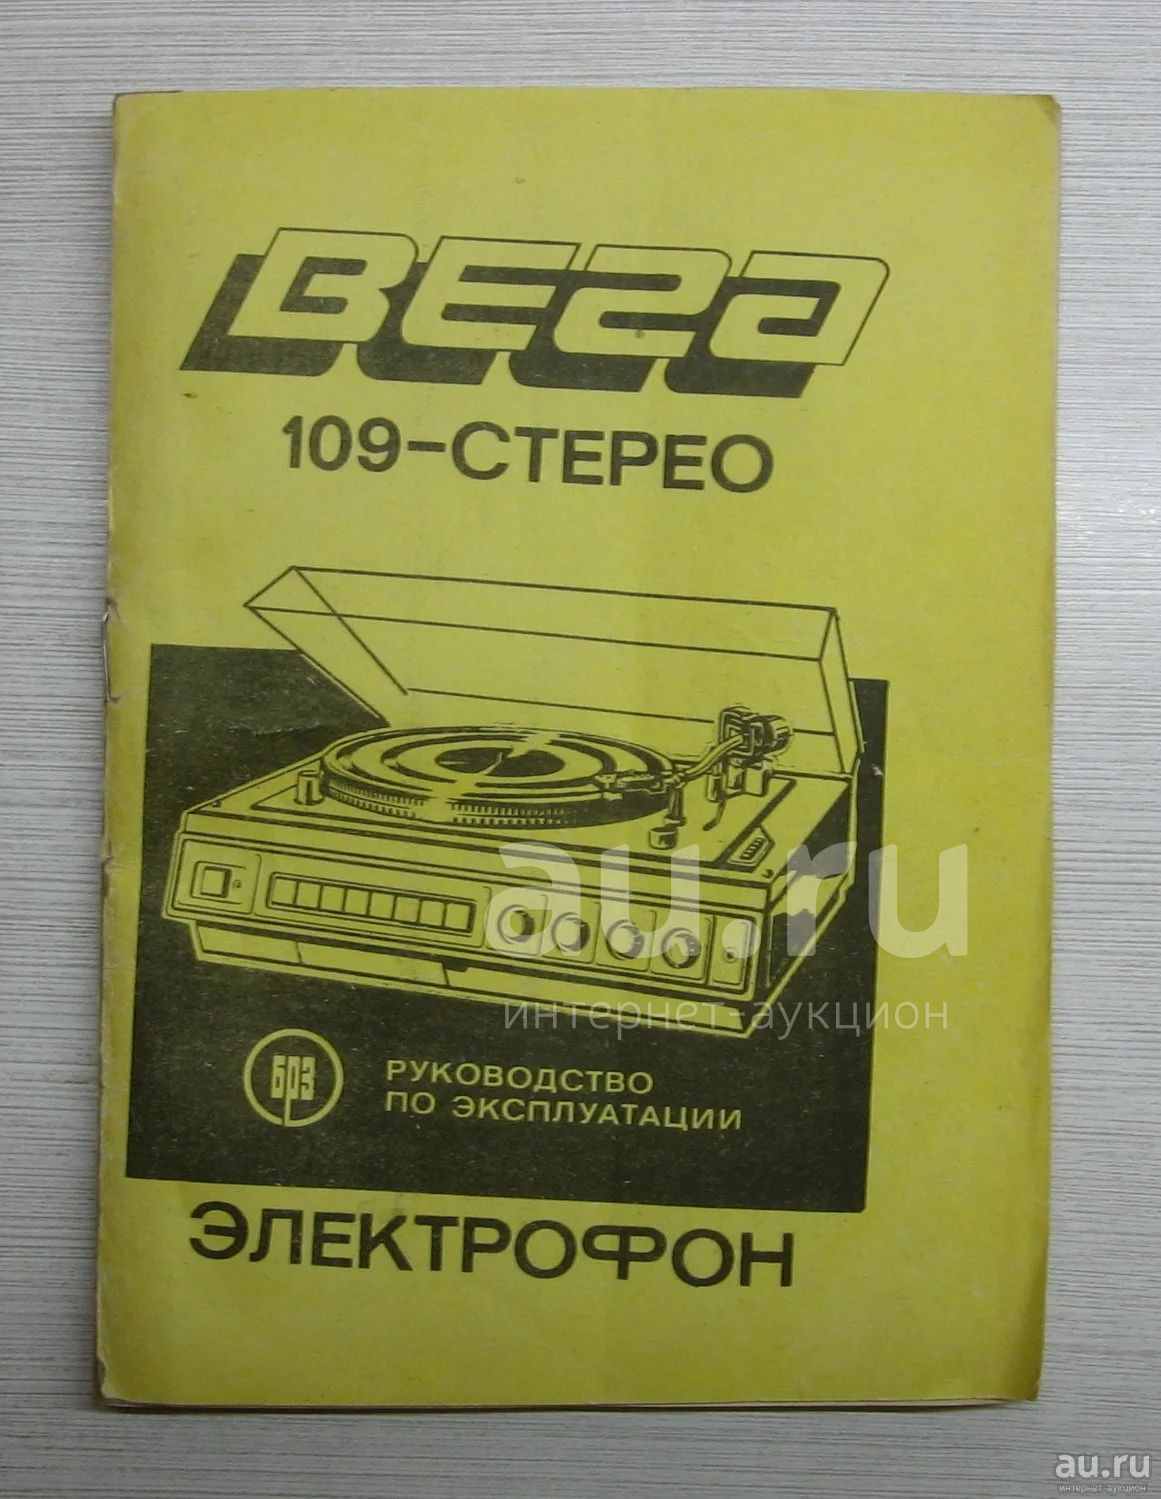 Вега
109-СТЕРЕО
au.ru
интернет-аукцион
БРЗ
РУКОВОДСТВО
ПО ЭКСПЛУАТАЦИИ
ЭЛЕКТРОФОН
au.ru
интернет-аукцион